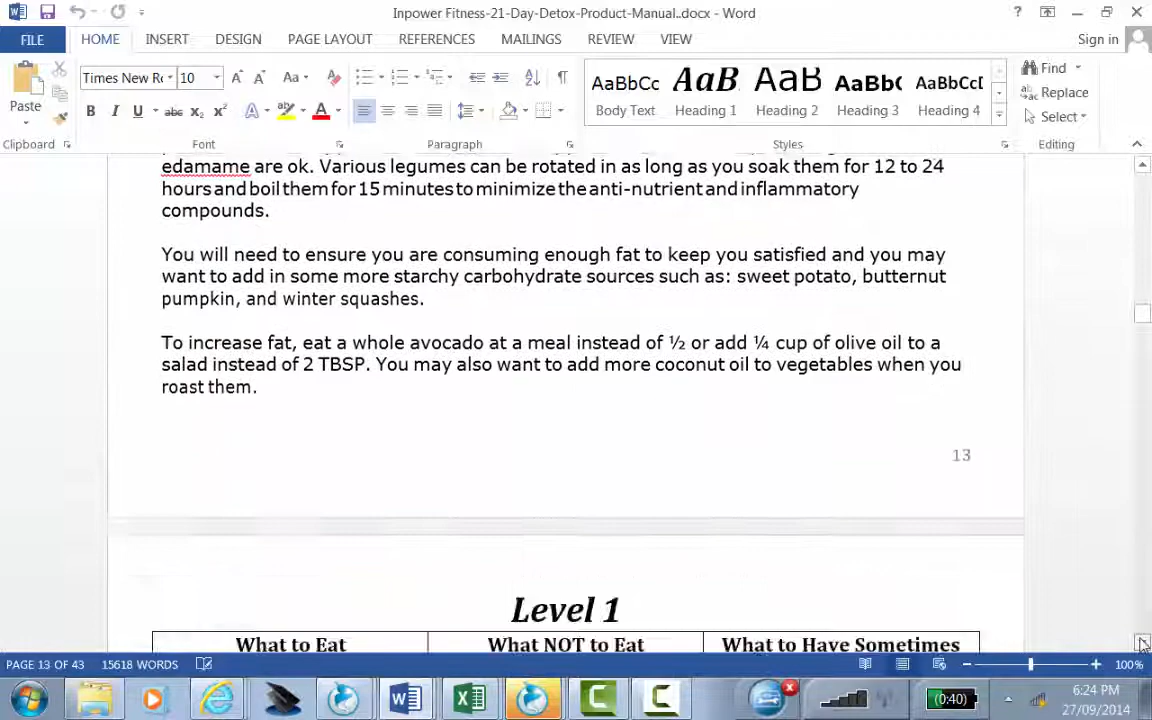 Inpower Fitness-21-Day-Detox-Product-Manual..docx - Word
FILE HOME INSERT DESIGN PAGE LAYOUT REFERENCES MAILINGS REVIEW VIEW Sign in
Times New Ro 10 Aa
AaBbCc AaB AaBbC AaBbC AaBbCcD
Find
Replace
Select
Paste
B I U abc x₂ x² A A
Body Text Heading 1 Heading 2 Heading 3 Heading 4
Clipboard Font Paragraph Styles Editing
edamame are ok. Various legumes can be rotated in as long as you soak them for 12 to 24
hours and boil them for 15 minutes to minimize the anti-nutrient and inflammatory
compounds.
You will need to ensure you are consuming enough fat to keep you satisfied and you may
want to add in some more starchy carbohydrate sources such as: sweet potato, butternut
pumpkin, and winter squashes.
To increase fat, eat a whole avocado at a meal instead of ½ or add ¼ cup of olive oil to a
salad instead of 2 TBSP. You may also want to add more coconut oil to vegetables when you
roast them.
13
Level 1
What to Eat What NOT to Eat What to Have Sometimes
PAGE 13 OF 43 15618 WORDS 100%
(0:40)
6:24 PM
27/09/2014